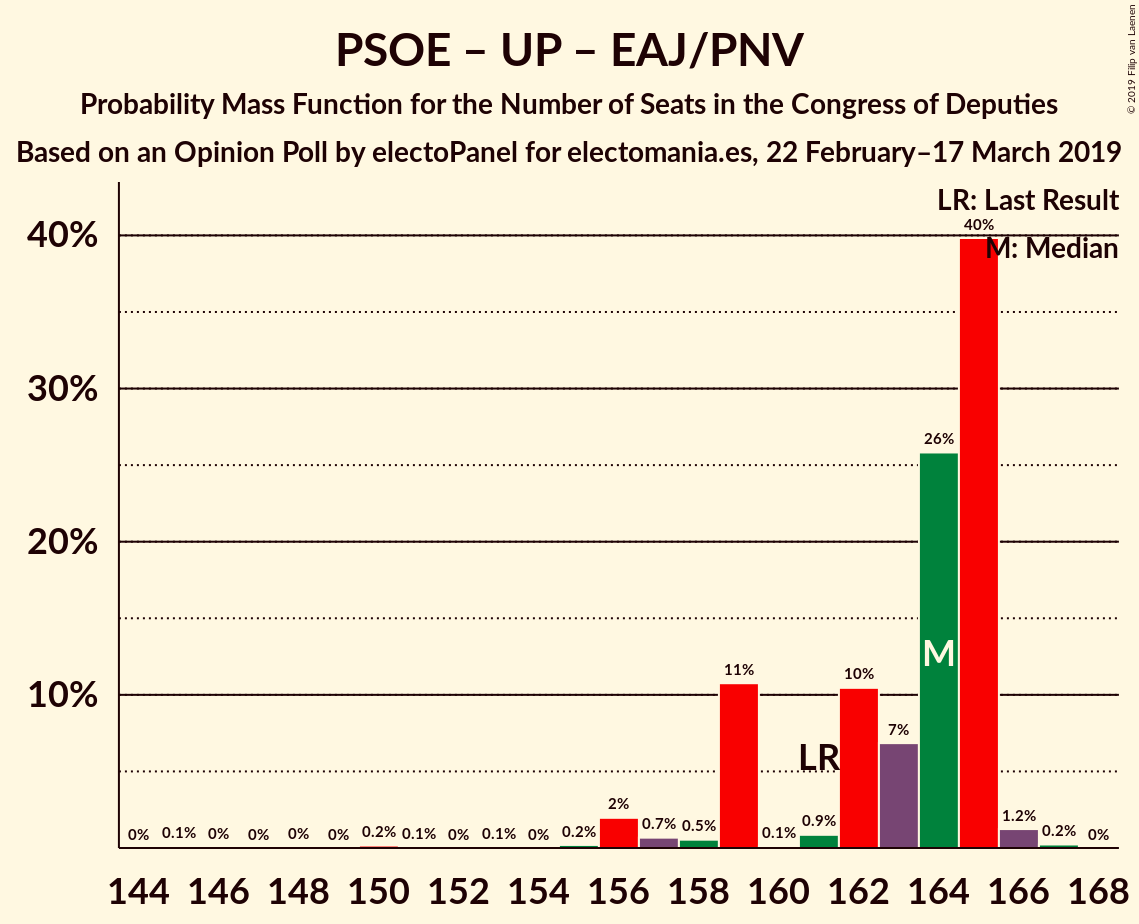 PSOE – UP – EAJ/PNV
Probability Mass Function for the Number of Seats in the Congress of Deputies
Based on an Opinion Poll by electoPanel for electomania.es, 22 February–17 March 2019
© 2019 Filip van Laenen
LR: Last Result
M: Median
40%
30%
20%
10%
0% 0.1% 0% 0% 0% 0% 0.2% 0.1% 0% 0.1% 0% 0.2% 2% 0.7% 0.5% 11% 0.1% 0.9% 10% 7% 26% 40% 1.2% 0.2% 0%
LR
M
144 146 148 150 152 154 156 158 160 162 164 166 168